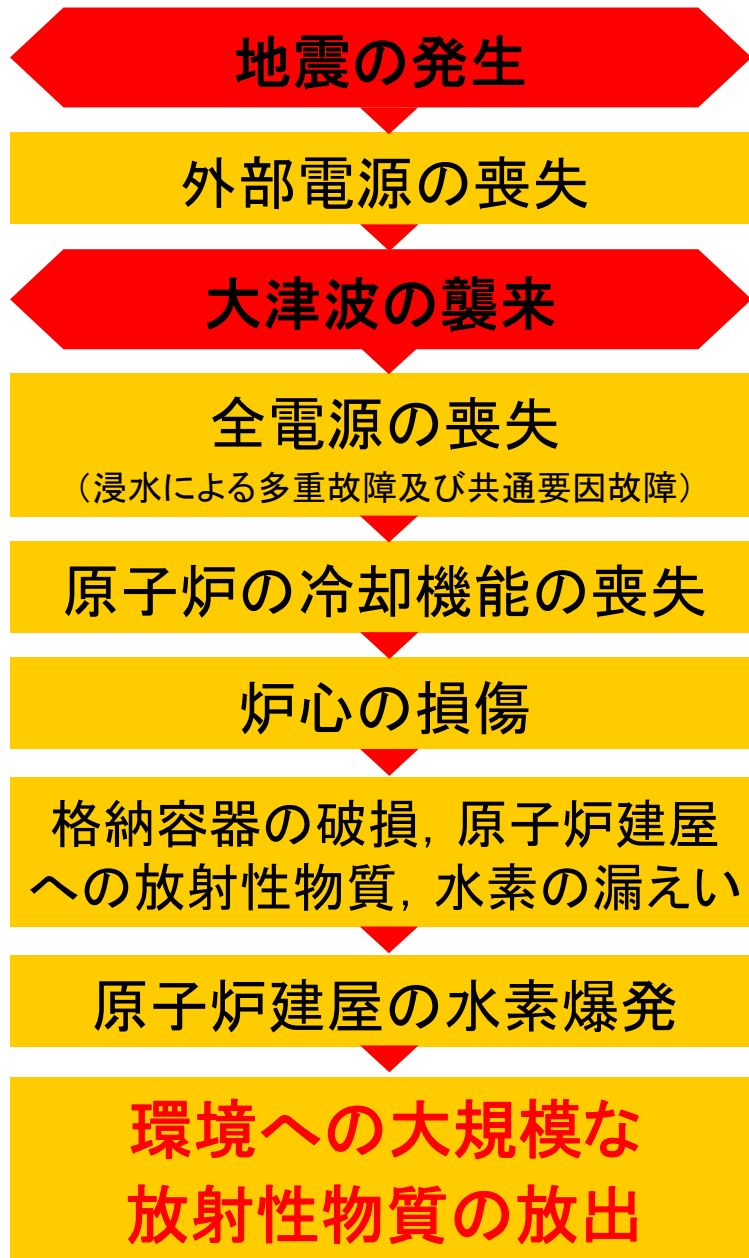 地震の発生
外部電源の喪失
大津波の襲来
全電源の喪失
（浸水による多重故障及び共通要因故障）
原子炉の冷却機能の喪失
炉心の損傷
格納容器の破損，原子炉建屋
への放射性物質，水素の漏えい
原子炉建屋の水素爆発
環境への大規模な
放射性物質の放出